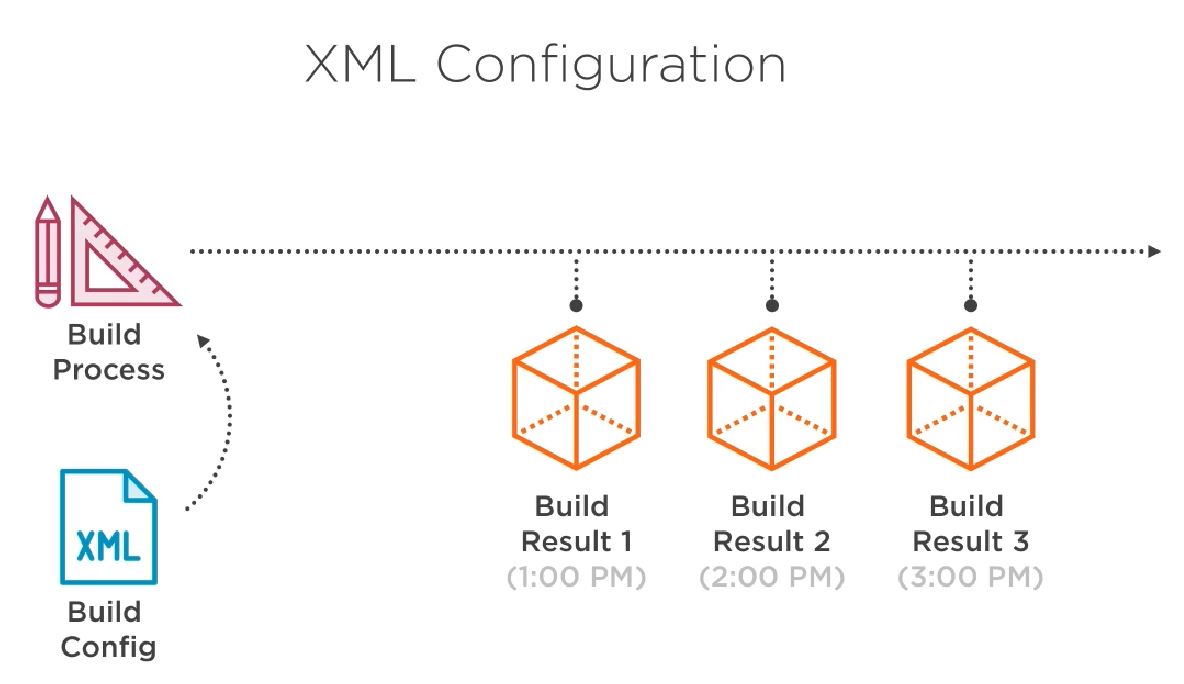 XML Configuration
Build
Process
XML
Build
Config
Build
Result 1
(1:00 PM)
Build
Result 2
(2:00 PM)
Build
Result 3
(3:00 PM)